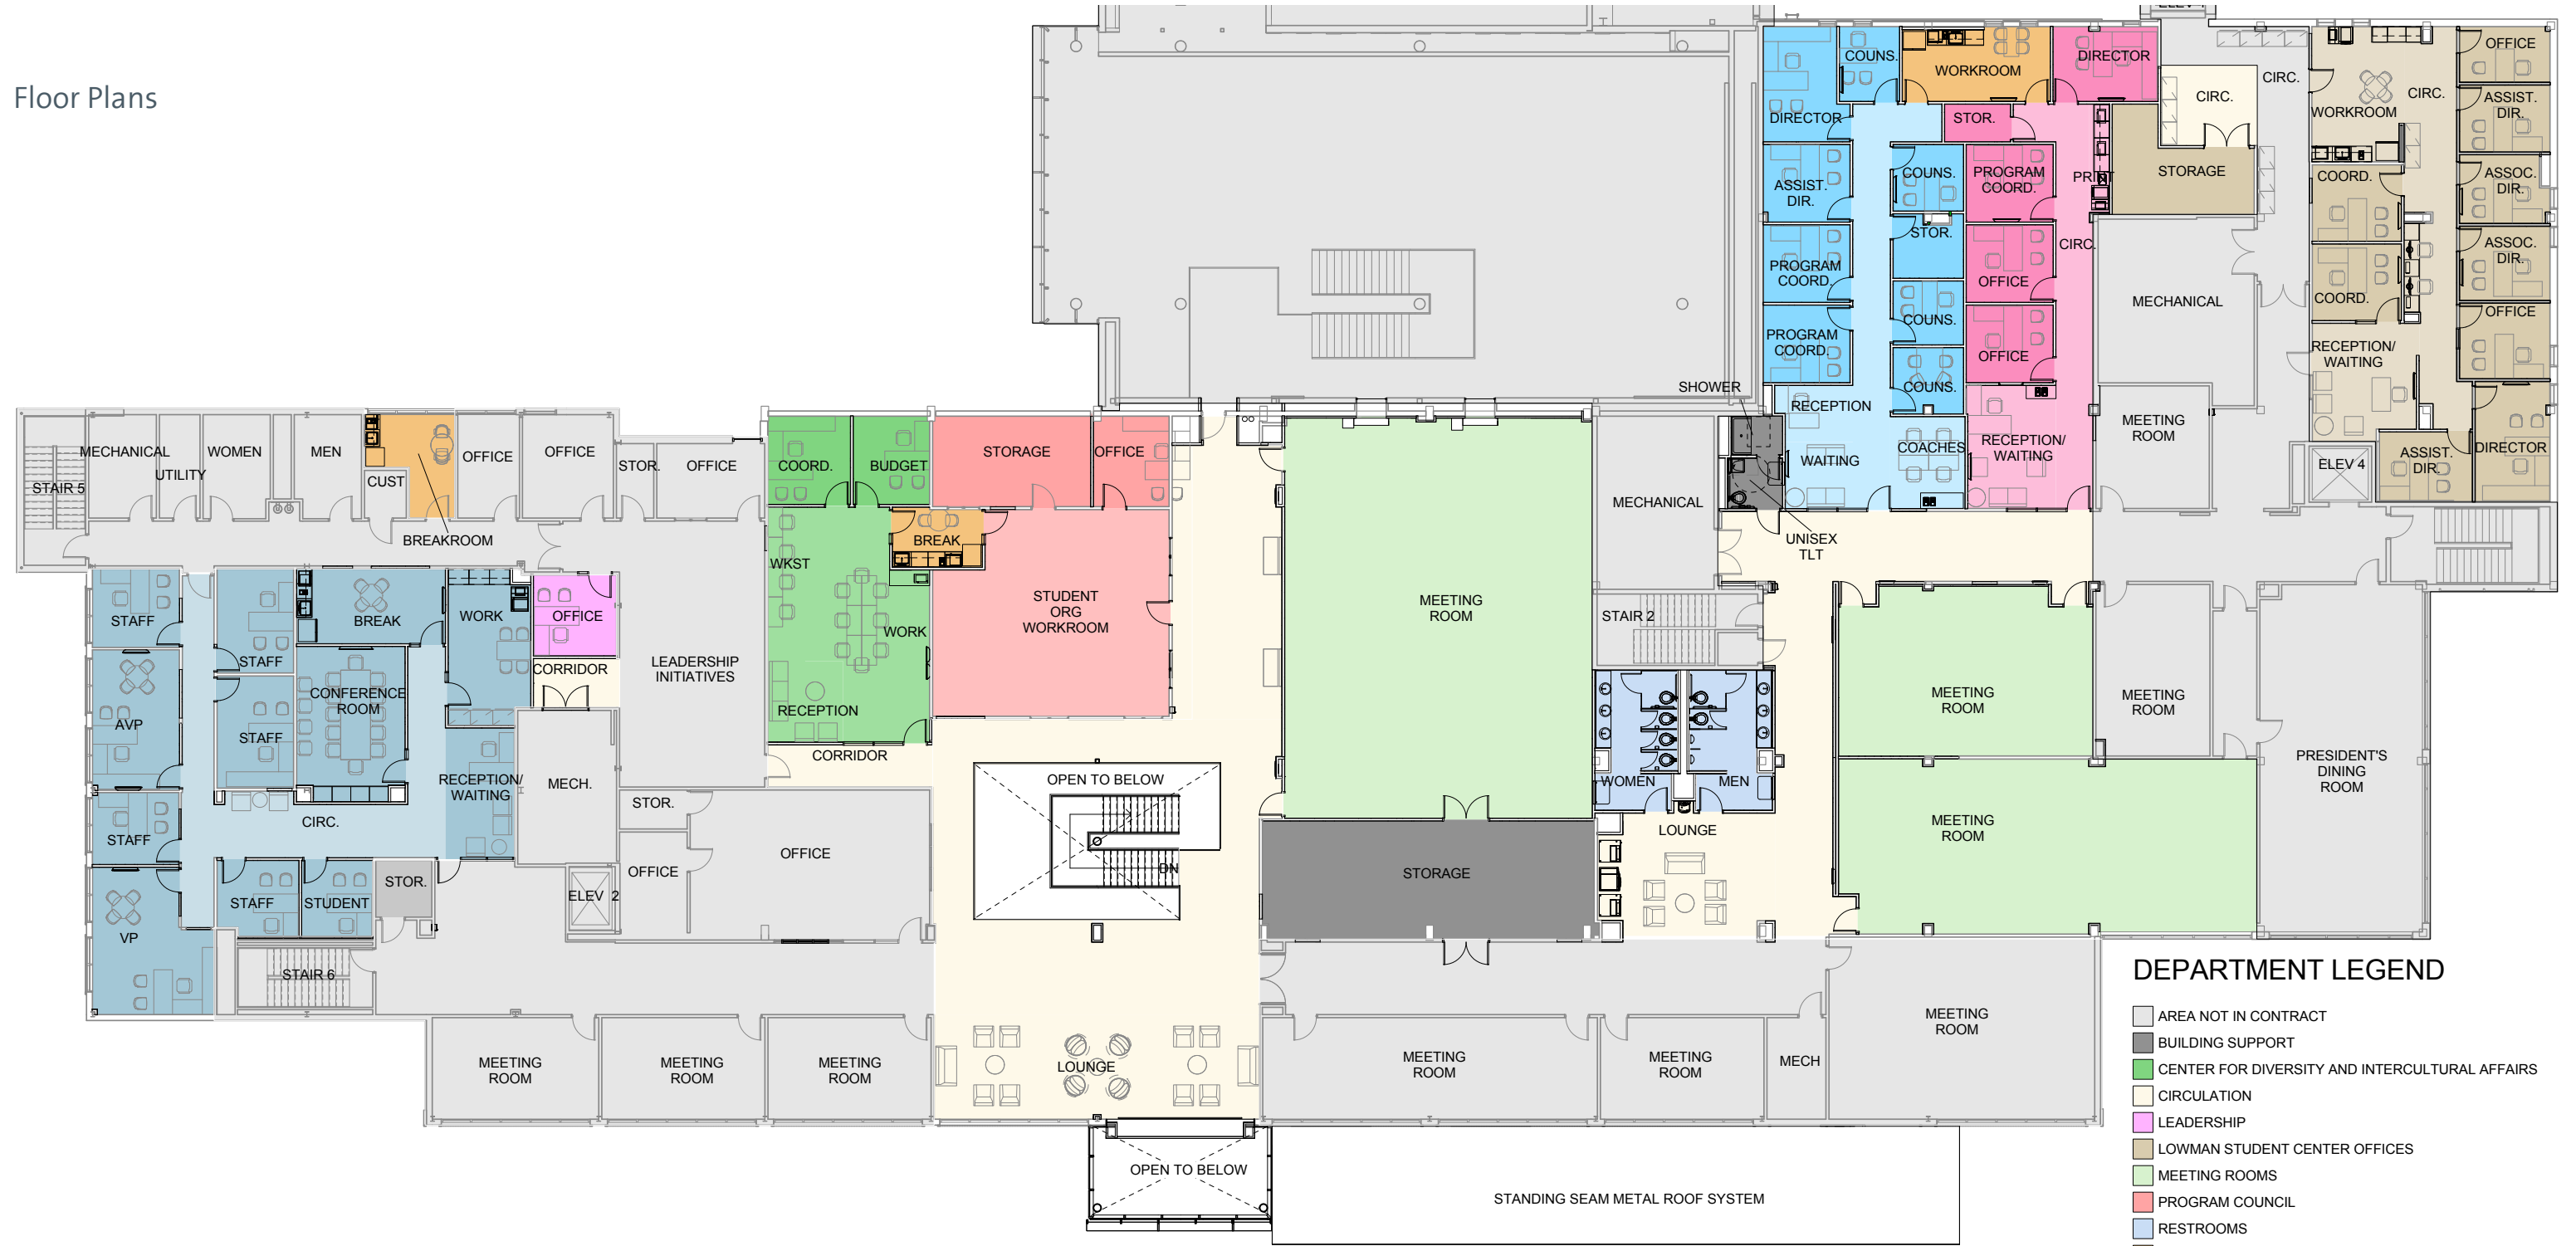 Floor Plans
DIRECTOR
COUNS.
WORKROOM
DIRECTOR
STOR.
CIRC.
CIRC.
STORAGE
WORKROOM
CIRC.
OFFICE
ASSIST.
DIR.
ASSOC.
DIR.
ASSOC.
DIR.
OFFICE
DIRECTOR
ASSIST.
DIR.
COORD.
COORD.
RECEPTION/
WAITING
ELEV 4
ASSIST.
DIR.
PROGRAM
COORD.
PROGRAM
COORD.
COUNS.
STOR.
COUNS.
COUNS.
PROGRAM
COORD.
OFFICE
OFFICE
PRINT
CIRC.
MECHANICAL
MEETING
ROOM
SHOWER
RECEPTION
WAITING
COACHES
RECEPTION/
WAITING
UNISEX
TLT
MECHANICAL
STAIR 2
STAIR 5
MECHANICAL
UTILITY
WOMEN
MEN
CUST
BREAKROOM
OFFICE
OFFICE
STOR.
OFFICE
COORD.
BUDGET
STORAGE
OFFICE
BREAK
WKST
WORK
RECEPTION
STUDENT
ORG
WORKROOM
MEETING
ROOM
STAFF
STAFF
BREAK
WORK
OFFICE
CORRIDOR
LEADERSHIP
INITIATIVES
AVP
STAFF
CONFERENCE
ROOM
RECEPTION/
WAITING
MECH.
CORRIDOR
STAFF
CIRC.
STOR.
OFFICE
OFFICE
ELEV 2
VP
STAFF
STUDENT
STOR.
STAIR 6
OPEN TO BELOW
DN
STORAGE
WOMEN
MEN
LOUNGE
MEETING
ROOM
MEETING
ROOM
MEETING
ROOM
PRESIDENT'S
DINING
ROOM
MEETING
ROOM
MEETING
ROOM
MEETING
ROOM
LOUNGE
MEETING
ROOM
MEETING
ROOM
MECH
MEETING
ROOM
OPEN TO BELOW
STANDING SEAM METAL ROOF SYSTEM
DEPARTMENT LEGEND
AREA NOT IN CONTRACT
BUILDING SUPPORT
CENTER FOR DIVERSITY AND INTERCULTURAL AFFAIRS
CIRCULATION
LEADERSHIP
LOWMAN STUDENT CENTER OFFICES
MEETING ROOMS
PROGRAM COUNCIL
RESTROOMS